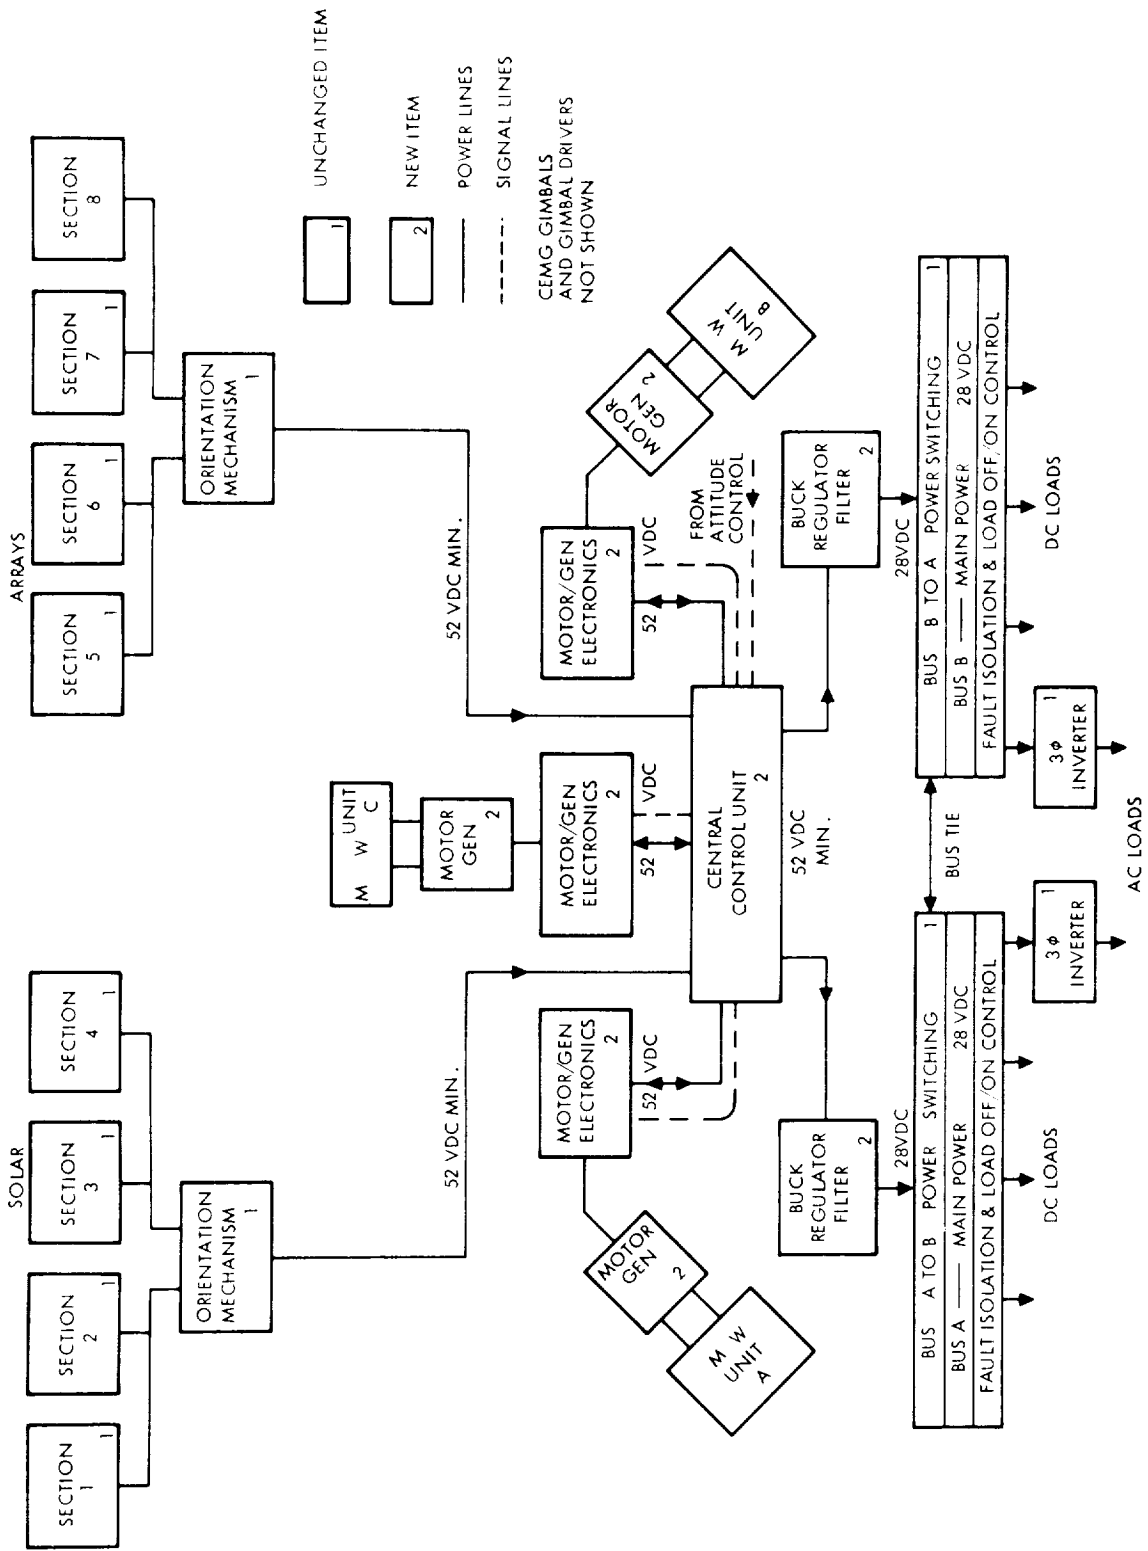 SOLAR
ARRAYS
SECTION
1
1
SECTION
2
1
SECTION
3
1
SECTION
4
1
SECTION
5
1
SECTION
6
1
SECTION
7
1
SECTION
8
1
ORIENTATION
MECHANISM
1
ORIENTATION
MECHANISM
1
1
UNCHANGED ITEM
2
NEW ITEM
POWER LINES
SIGNAL LINES
CEMG GIMBALS
AND GIMBAL DRIVERS
NOT SHOWN
52 VDC MIN.
52 VDC MIN.
M W UNIT
C
MOTOR
GEN
2
MOTOR/GEN
ELECTRONICS
2
MOTOR/GEN
ELECTRONICS
2
MOTOR/GEN
ELECTRONICS
2
52 VDC
52 VDC
52 VDC
MOTOR
GEN
2
M W
UNIT
A
MOTOR
GEN 2
M W
UNIT
B
FROM
ATTITUDE
CONTROL
CENTRAL
CONTROL UNIT
2
52 VDC
MIN.
BUCK
REGULATOR
FILTER
2
BUCK
REGULATOR
FILTER
2
28VDC
28VDC
BUS A TO B POWER SWITCHING 1
BUS A MAIN POWER 28 VDC
FAULT ISOLATION & LOAD OFF/ON CONTROL
BUS TIE
BUS B TO A POWER SWITCHING 1
BUS B MAIN POWER 28 VDC
FAULT ISOLATION & LOAD OFF/ON CONTROL
3ϕ 1
INVERTER
3ϕ 1
INVERTER
DC LOADS
AC LOADS
DC LOADS